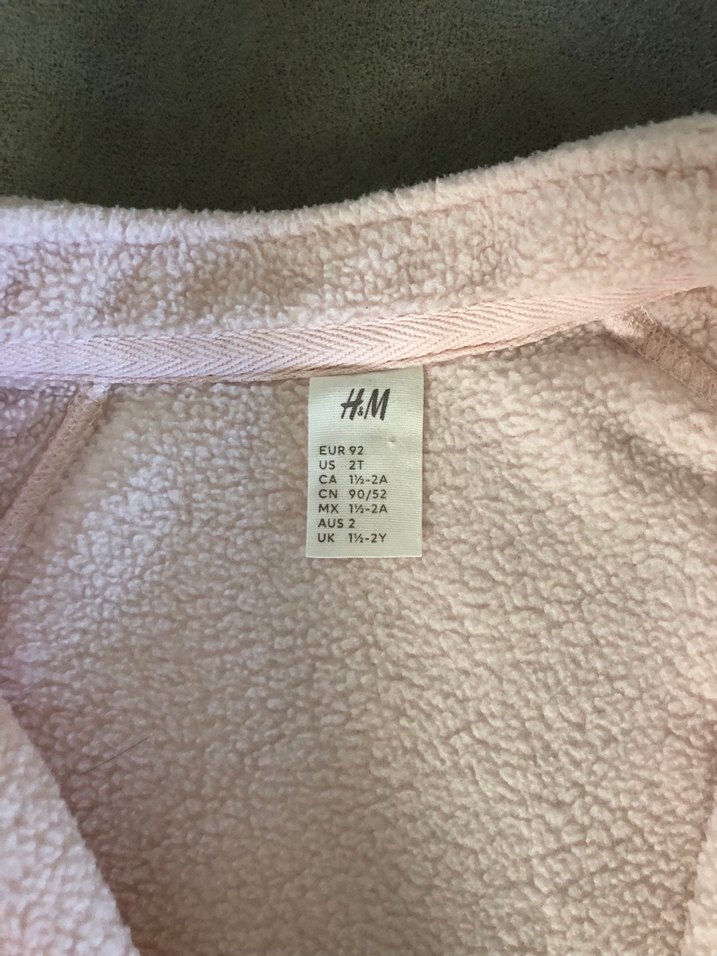 H&M
EUR 92
US 2T
CA 1½-2A
CN 90/52
MX 1½-2A
AUS 2
UK 1½-2Y